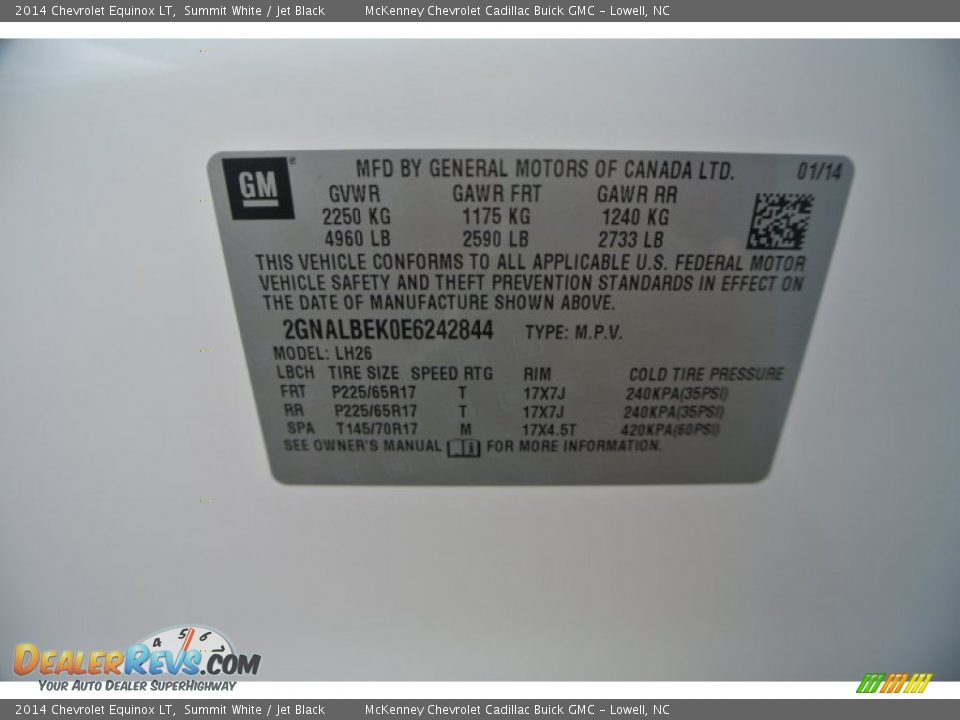 2014 Chevrolet Equinox LT, Summit White / Jet Black McKenney Chevrolet Cadillac Buick GMC - Lowell, NC
GM®
MFD BY GENERAL MOTORS OF CANADA LTD. 01/14
GVWR GAWR FRT GAWR RR
2250 KG 1175 KG 1240 KG
4960 LB 2590 LB 2733 LB
THIS VEHICLE CONFORMS TO ALL APPLICABLE U.S. FEDERAL MOTOR
VEHICLE SAFETY AND THEFT PREVENTION STANDARDS IN EFFECT ON
THE DATE OF MANUFACTURE SHOWN ABOVE.
2GNALBEK0E6242844 TYPE: M.P.V.
MODEL: LH26
LBCH TIRE SIZE SPEED RTG RIM COLD TIRE PRESSURE
FRT P225/65R17 T 17X7J 240KPA(35PSI)
RR P225/65R17 T 17X7J 240KPA(35PSI)
SPA T145/70R17 M 17X4.5T 420KPA(60PSI)
SEE OWNER'S MANUAL i FOR MORE INFORMATION.
4 5 6 7
DEALERREVS.COM
YOUR AUTO DEALER SUPERHIGHWAY
2014 Chevrolet Equinox LT, Summit White / Jet Black McKenney Chevrolet Cadillac Buick GMC - Lowell, NC